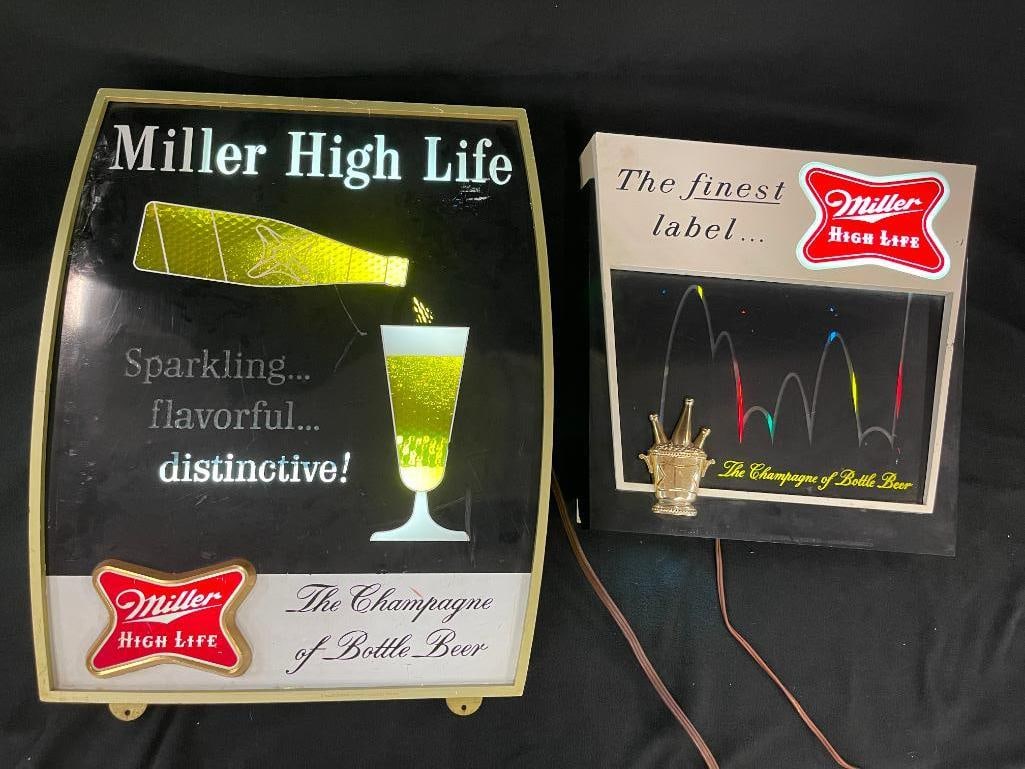 Miller High Life
Sparkling...
flavorful...
distinctive!
Miller
HIGH LIFE
The Champagne
of Bottle Beer
The finest
label...
Miller
HIGH LIFE
The Champagne of Bottle Beer